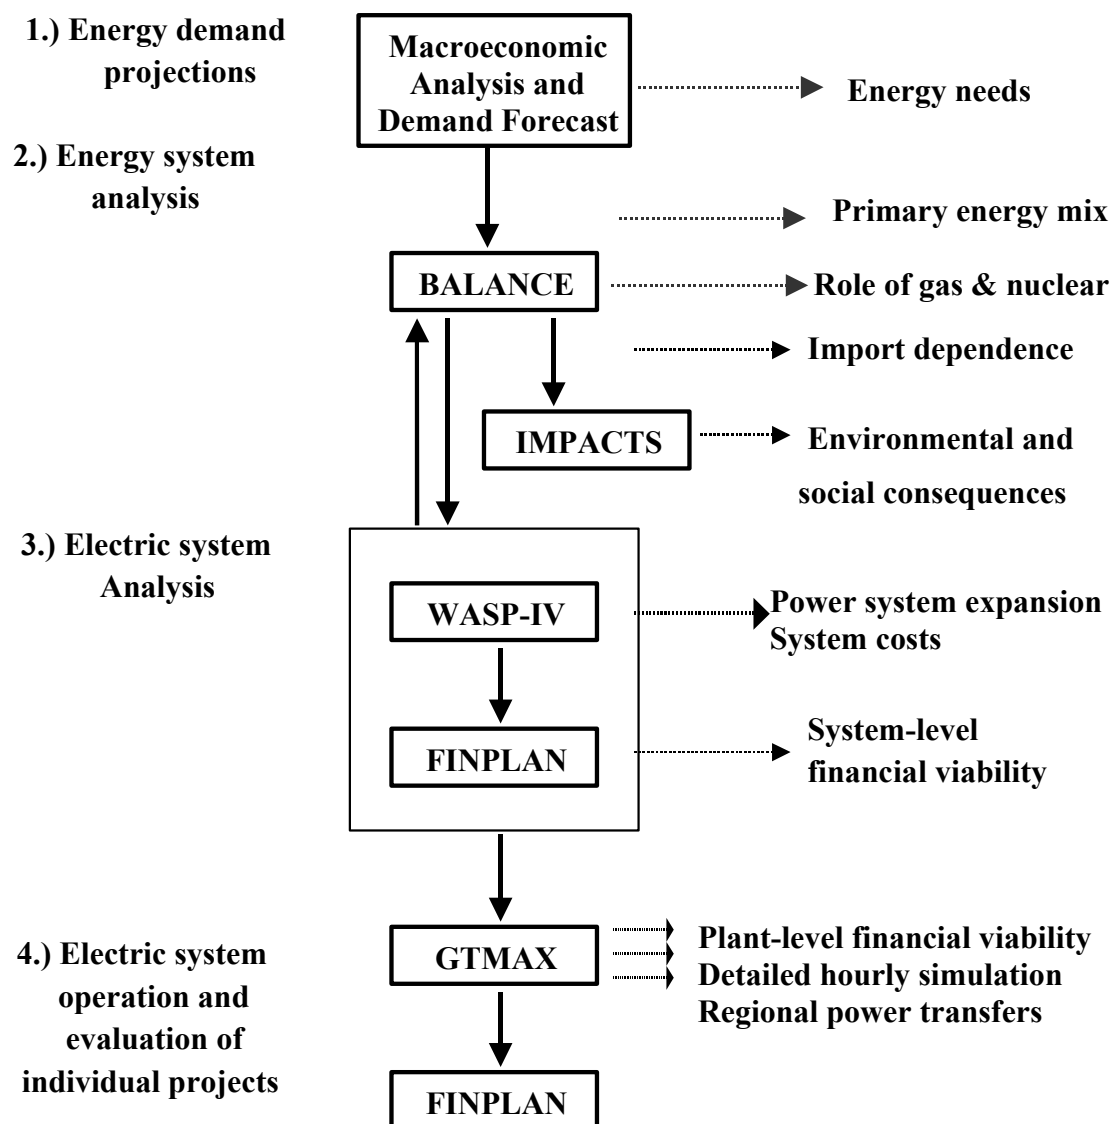 1.) Energy demand
projections
Macroeconomic
Analysis and
Demand Forecast
Energy needs
2.) Energy system
analysis
Primary energy mix
BALANCE
Role of gas & nuclear
Import dependence
IMPACTS
Environmental and
social consequences
3.) Electric system
Analysis
WASP-IV
Power system expansion
System costs
FINPLAN
System-level
financial viability
4.) Electric system
operation and
evaluation of
individual projects
GTMAX
Plant-level financial viability
Detailed hourly simulation
Regional power transfers
FINPLAN